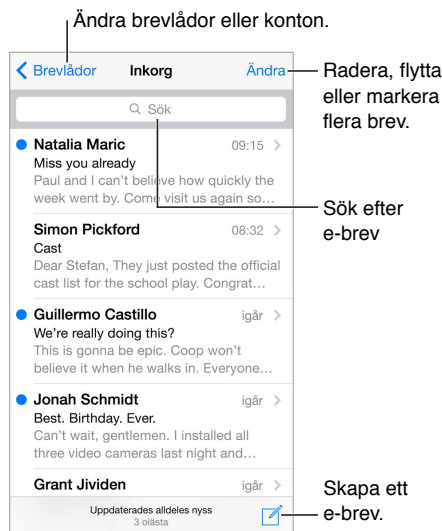 Ändra brevlådor eller konton.
Brevlådor Inkorg Ändra
Radera, flytta
eller markera
flera brev.
Sök
Natalia Maric 09:15
Miss you already
Paul and I can't believe how quickly the
week went by. Come visit us again so…
Sök efter
e-brev
Simon Pickford 08:32
Cast
Dear Stefan, They just posted the official
cast list for the school play. Congrat…
Guillermo Castillo igår
We're really doing this?
This is gonna be epic. Coop won't
believe it when he walks in. Everyone…
Jonah Schmidt igår
Best. Birthday. Ever.
Can't wait, gentlemen. I installed all
three video cameras last night and…
Grant Jividen igår
Uppdaterades alldeles nyss
3 olästa
Skapa ett
e-brev.